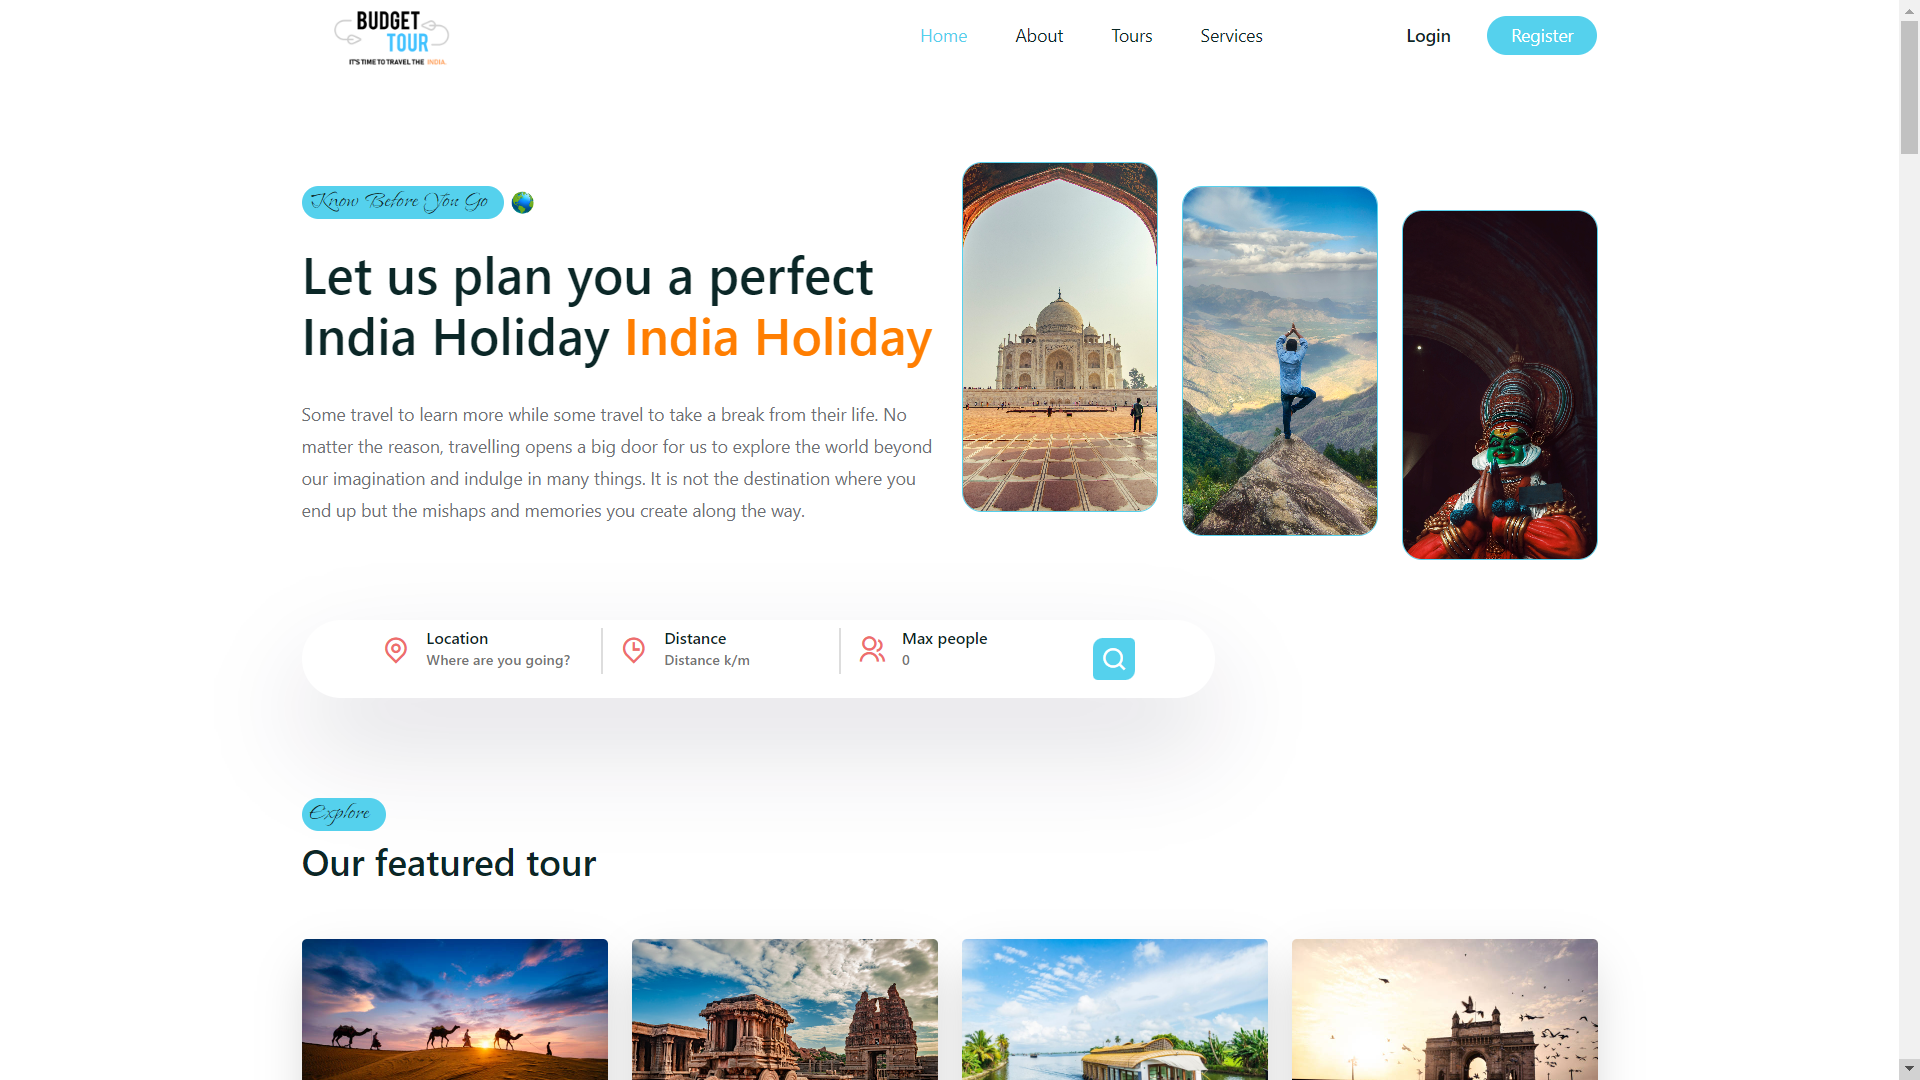 BUDGET
TOUR
IT'S TIME TO TRAVEL THE INDIA.
Home
About
Tours
Services
Login
Register
Know Before You Go
Let us plan you a perfect
India Holiday India Holiday
Some travel to learn more while some travel to take a break from their life. No
matter the reason, travelling opens a big door for us to explore the world beyond
our imagination and indulge in many things. It is not the destination where you
end up but the mishaps and memories you create along the way.
Location
Where are you going?
Distance
Distance k/m
Max people
0
Explore
Our featured tour